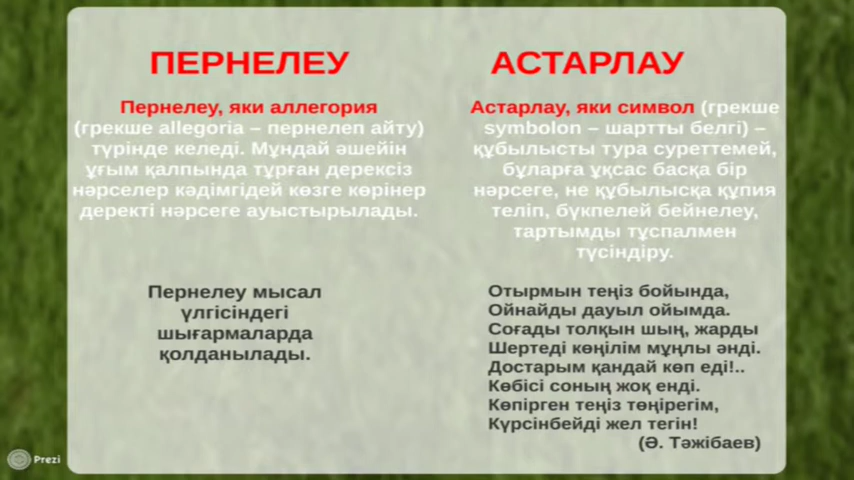 ПЕРНЕЛЕУ
Пернелеу, яки аллегория
(грекше allegoria – пернелеп айту)
түрінде келеді. Мұндай әшейін
ұғым қалпында тұрған дерексіз
нәрселер кәдімгідей көзге көрінер
деректі нәрсеге ауыстырылады.
Пернелеу мысал
үлгісіндегі
шығармаларда
қолданылады.
АСТАРЛАУ
Астарлау, яки символ (грекше
symbolon – шартты белгі) –
құбылысты тура суреттемей,
бұларға ұқсас басқа бір
нәрсеге, не құбылысқа құпия
теліп, бүкпелей бейнелеу,
тартымды тұспалмен
түсіндіру.
Отырмын теңіз бойында,
Ойнайды дауыл ойымда.
Соғады толқын шың, жарды
Шертеді көңілім мұңлы әнді.
Достарым қандай көп еді!..
Көбісі соның жоқ енді.
Көпірген теңіз төңірегім,
Күрсінбейді жел тегін!
(Ә. Тәжібаев)
Prezi